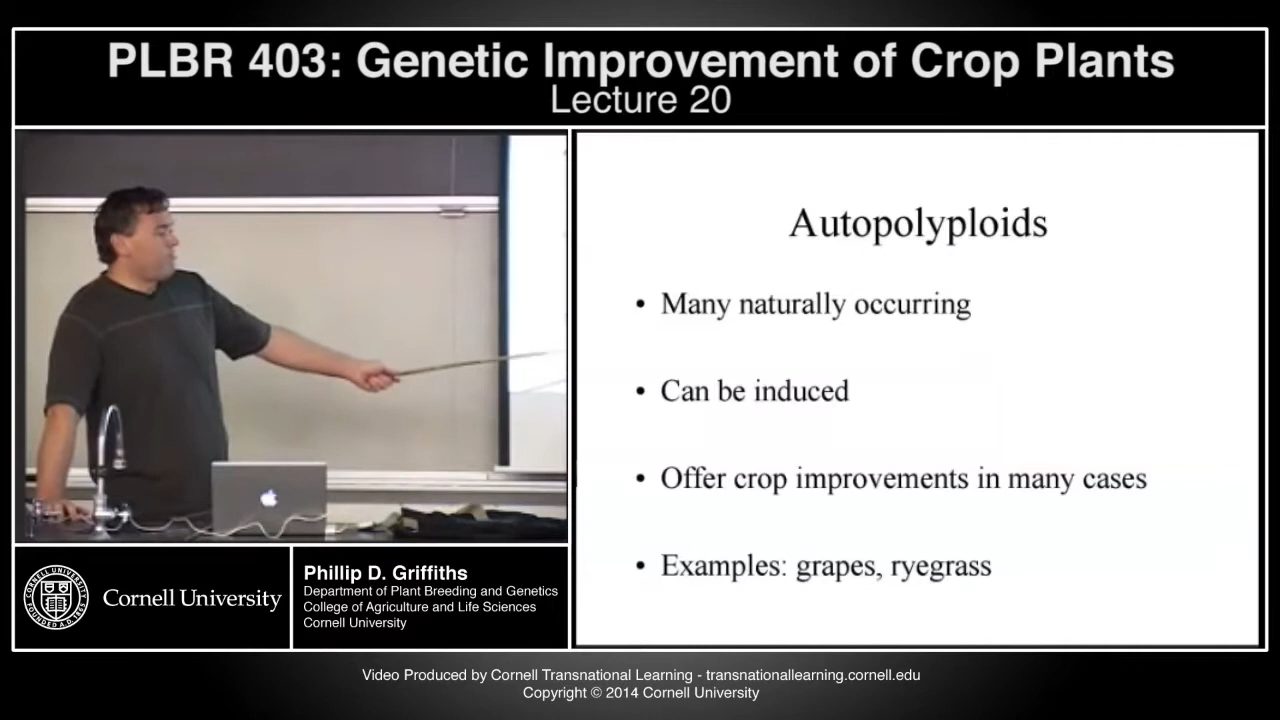 PLBR 403: Genetic Improvement of Crop Plants
Lecture 20
Autopolyploids
• Many naturally occurring
• Can be induced
• Offer crop improvements in many cases
• Examples: grapes, ryegrass
Cornell University
Phillip D. Griffiths
Department of Plant Breeding and Genetics
College of Agriculture and Life Sciences
Cornell University
Video Produced by Cornell Transnational Learning - transnationallearning.cornell.edu
Copyright © 2014 Cornell University